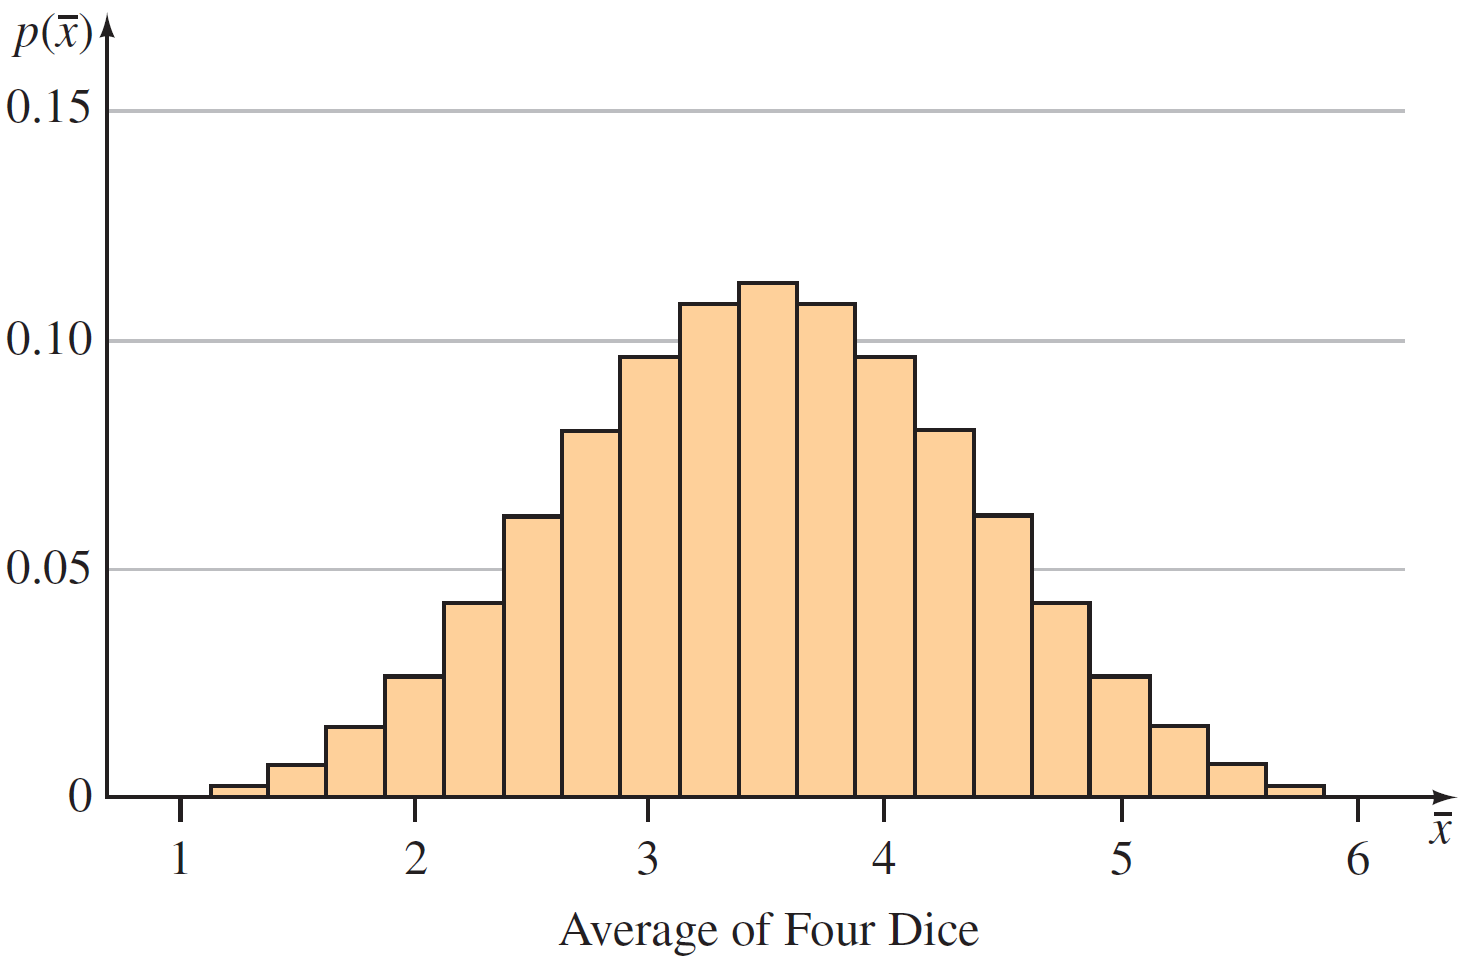 p(x̄)
0.15
0.10
0.05
0
1 2 3 4 5 6
x̄
Average of Four Dice